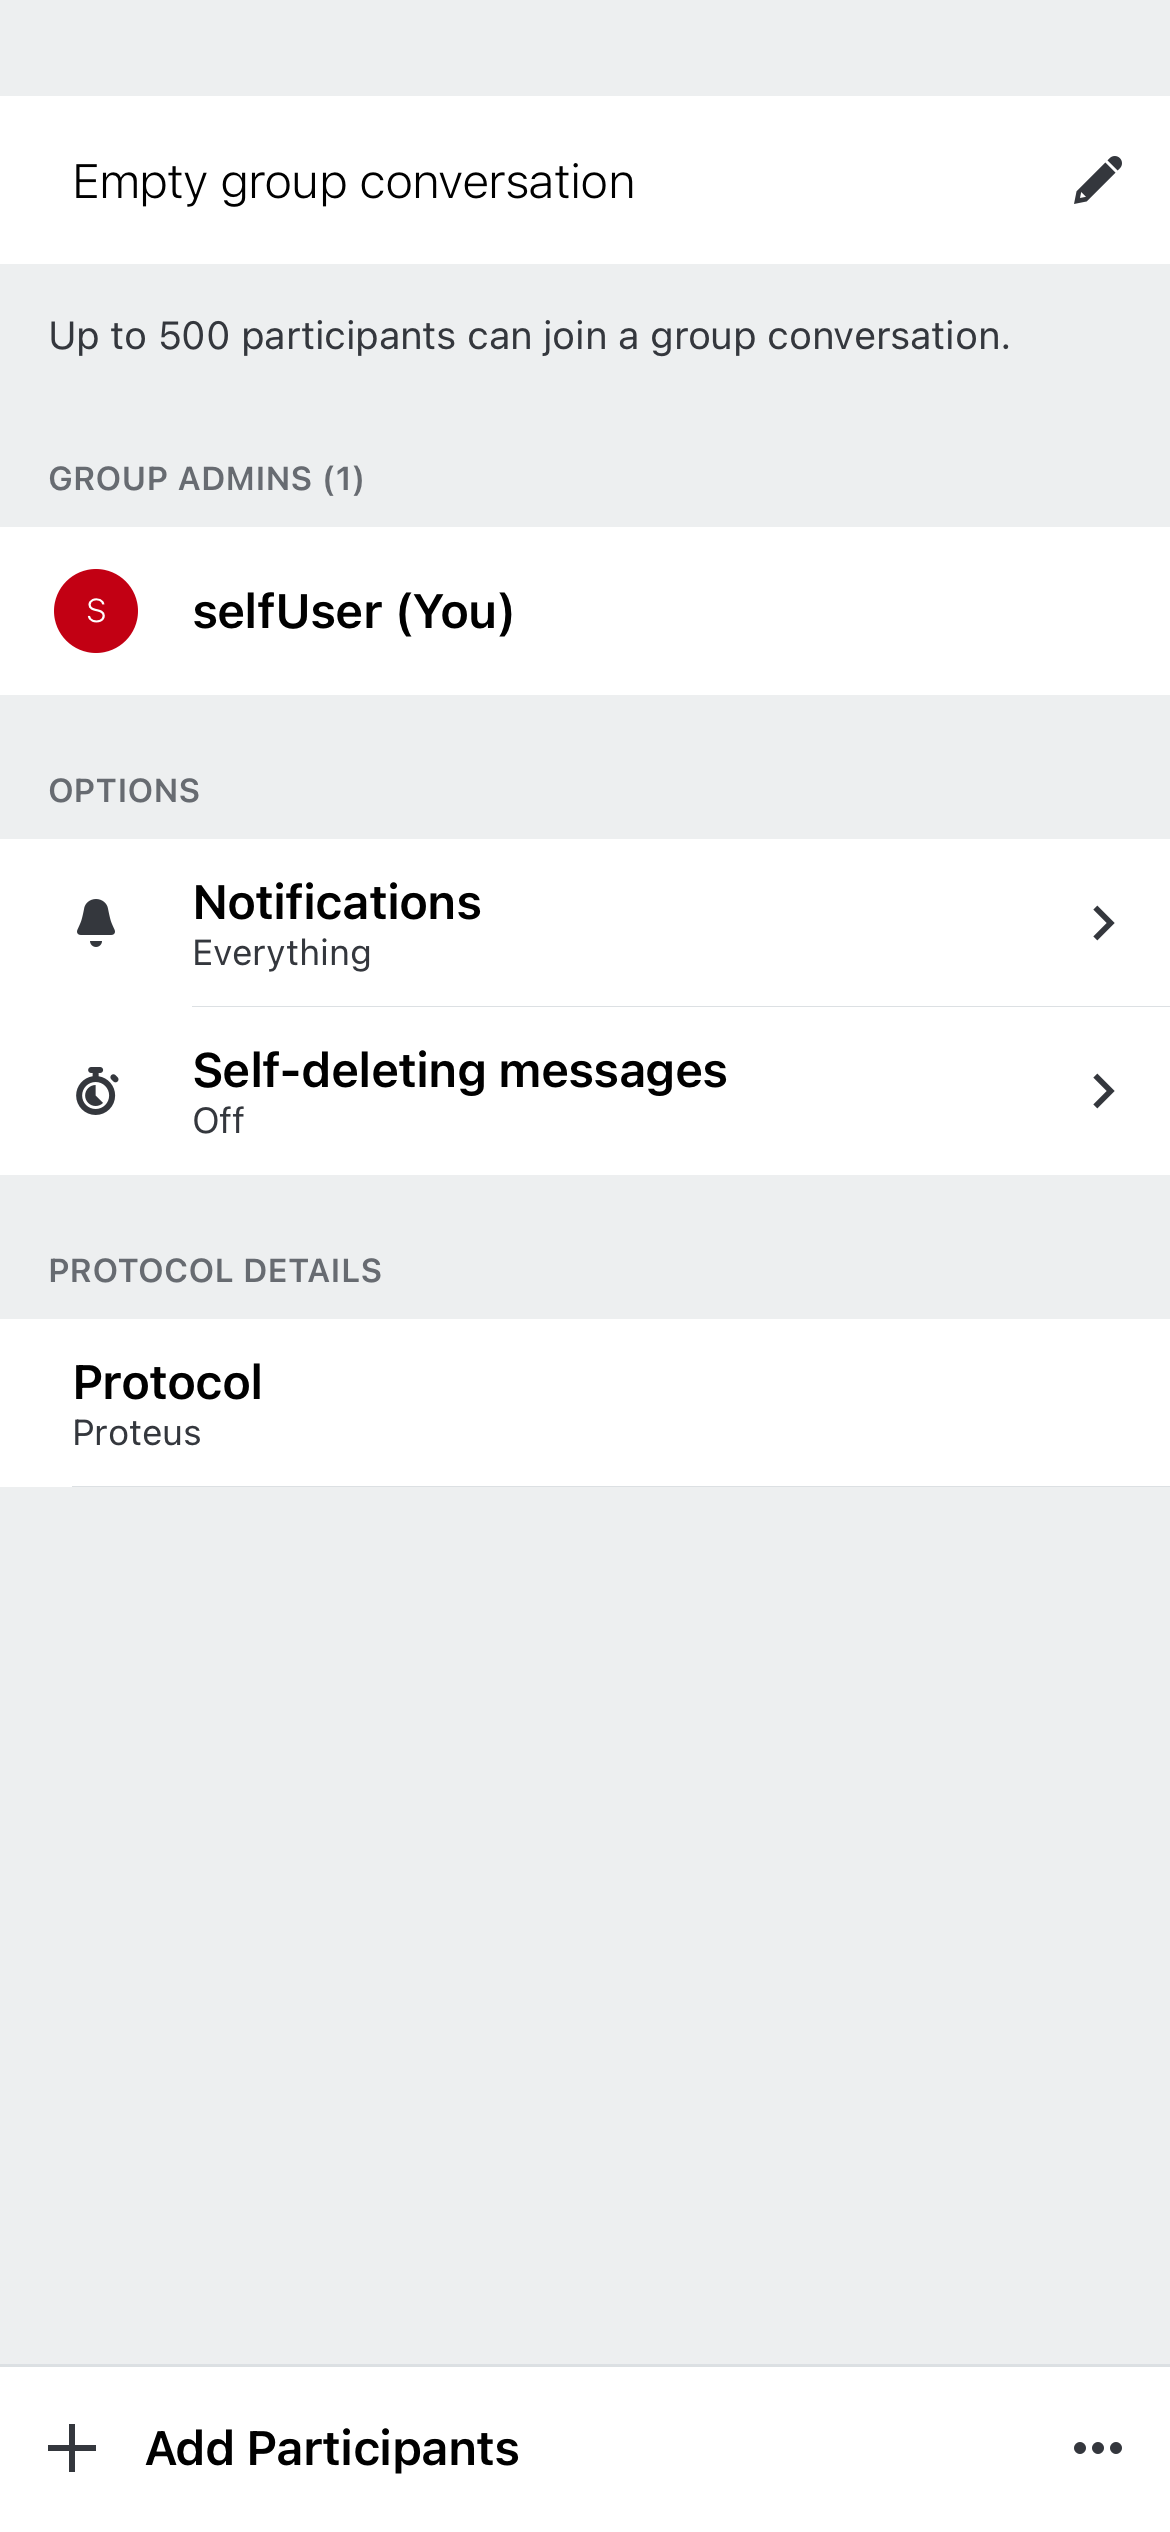 Empty group conversation
Up to 500 participants can join a group conversation.
GROUP ADMINS (1)
S
selfUser (You)
OPTIONS
Notifications
Everything
Self-deleting messages
Off
PROTOCOL DETAILS
Protocol
Proteus
Add Participants